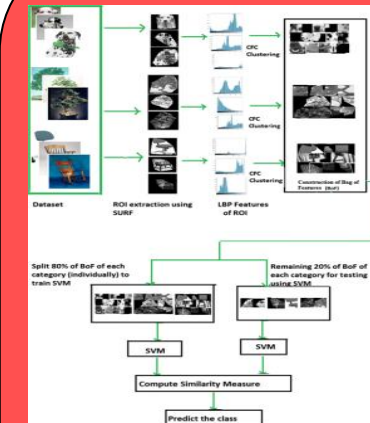 CFC
Clustering
CFC
Clustering
CFC
Clustering
Construction of Bag of
Features (BoF)
Dataset
ROI extraction using
SURF
LBP Features
of ROI
Split 80% of BoF of each
category (individually) to
train SVM
Remaining 20% of BoF of
each category for testing
using SVM
SVM
SVM
Compute Similarity Measure
Predict the class